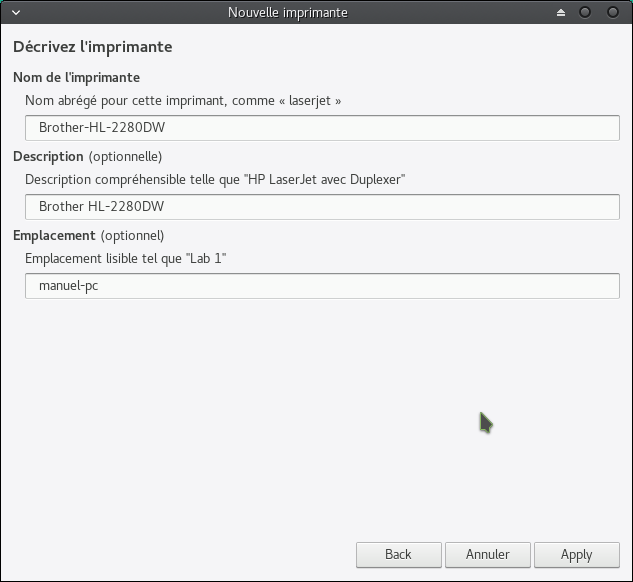 Nouvelle imprimante
Décrivez l'imprimante
Nom de l'imprimante
Nom abrégé pour cette imprimant, comme « laserjet »
Brother-HL-2280DW
Description (optionnelle)
Description compréhensible telle que "HP LaserJet avec Duplexer"
Brother HL-2280DW
Emplacement (optionnel)
Emplacement lisible tel que "Lab 1"
manuel-pc
Back Annuler Apply